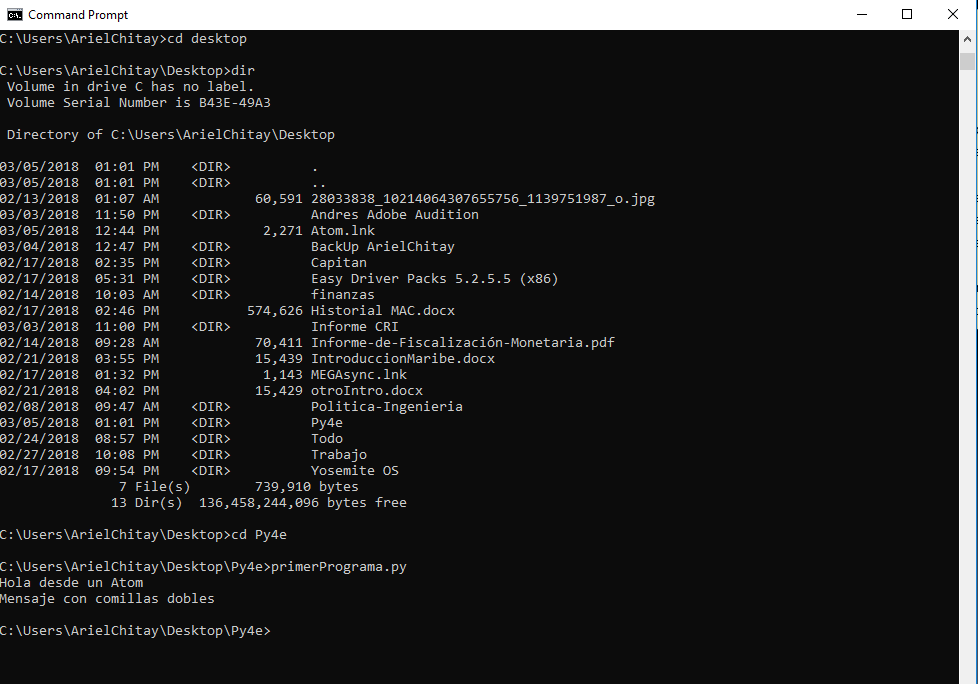 Command Prompt
C:\Users\ArielChitay>cd desktop
C:\Users\ArielChitay\Desktop>dir
Volume in drive C has no label.
Volume Serial Number is B43E-49A3
Directory of C:\Users\ArielChitay\Desktop
03/05/2018  01:01 PM    <DIR>          .
03/05/2018  01:01 PM    <DIR>          ..
02/13/2018  01:07 AM            60,591 28033838_10214064307655756_1139751987_o.jpg
03/03/2018  11:50 PM    <DIR>          Andres Adobe Audition
03/05/2018  12:44 PM             2,271 Atom.lnk
03/04/2018  12:47 PM    <DIR>          BackUp ArielChitay
02/17/2018  02:35 PM    <DIR>          Capitan
02/17/2018  05:31 PM    <DIR>          Easy Driver Packs 5.2.5.5 (x86)
02/14/2018  10:03 AM    <DIR>          finanzas
02/17/2018  02:46 PM           574,626 Historial MAC.docx
03/03/2018  11:00 PM    <DIR>          Informe CRI
02/14/2018  09:28 AM            70,411 Informe-de-Fiscalización-Monetaria.pdf
02/21/2018  03:55 PM            15,439 IntroduccionMaribe.docx
02/17/2018  01:32 PM             1,143 MEGAsync.lnk
02/21/2018  04:02 PM            15,429 otroIntro.docx
02/08/2018  09:47 AM    <DIR>          Politica-Ingenieria
03/05/2018  01:01 PM    <DIR>          Py4e
02/24/2018  08:57 PM    <DIR>          Todo
02/27/2018  10:08 PM    <DIR>          Trabajo
02/17/2018  09:54 PM    <DIR>          Yosemite OS
7 File(s)        739,910 bytes
13 Dir(s)  136,458,244,096 bytes free
C:\Users\ArielChitay\Desktop>cd Py4e
C:\Users\ArielChitay\Desktop\Py4e>primerPrograma.py
Hola desde un Atom
Mensaje con comillas dobles
C:\Users\ArielChitay\Desktop\Py4e>